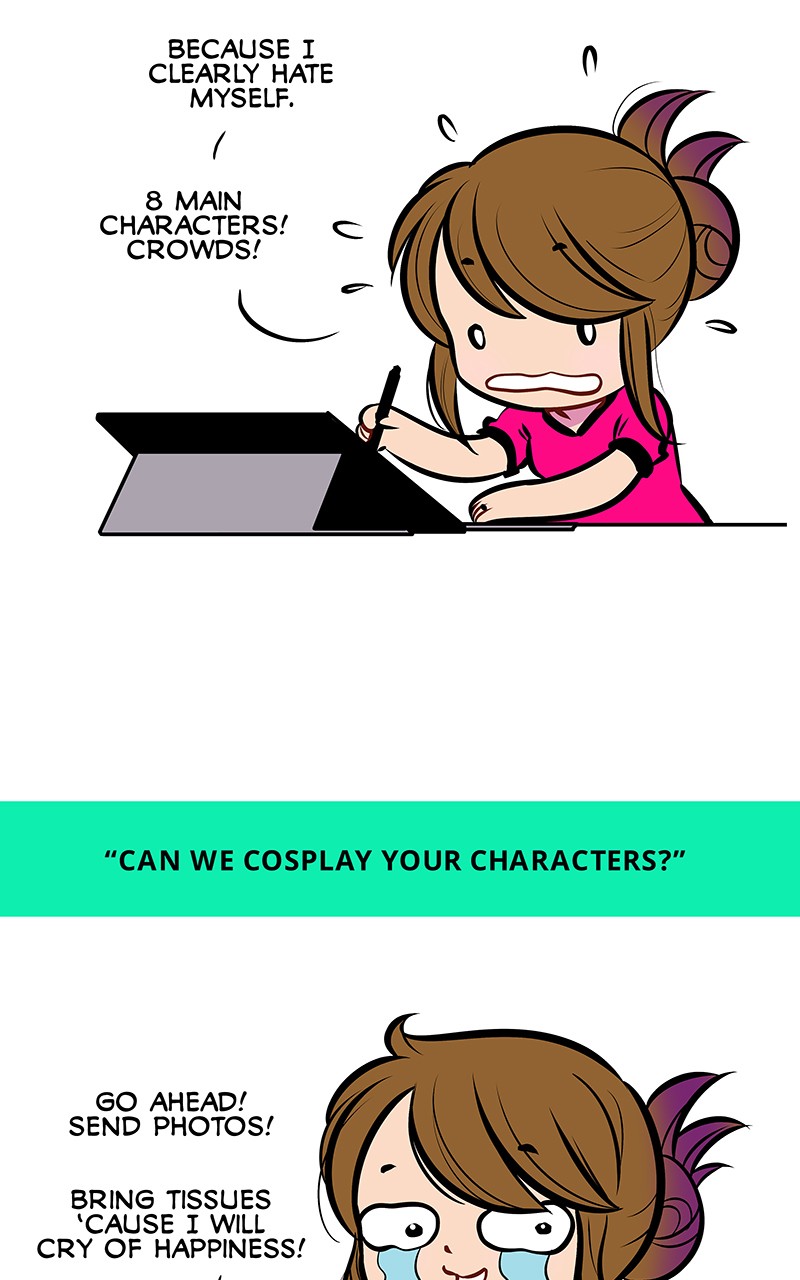 BECAUSE I
CLEARLY HATE
MYSELF.
8 MAIN
CHARACTERS!
CROWDS!
“CAN WE COSPLAY YOUR CHARACTERS?”
GO AHEAD!
SEND PHOTOS!
BRING TISSUES
‘CAUSE I WILL
CRY OF HAPPINESS!